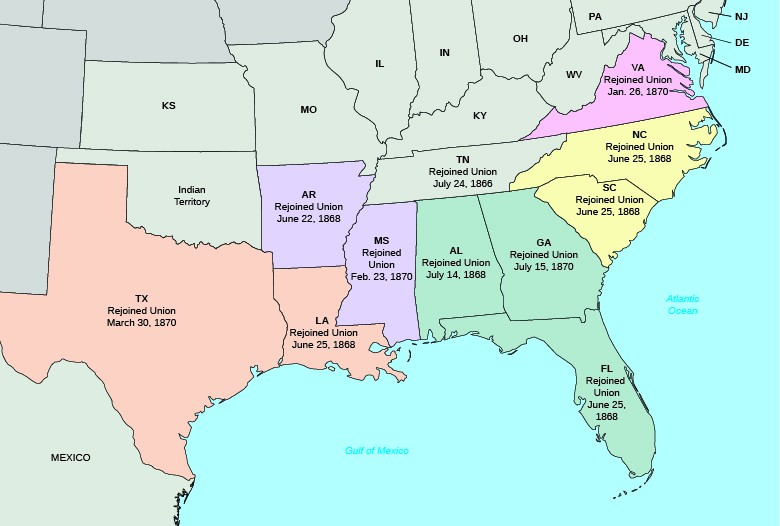 PA
NJ
OH
IL
IN
DE
VA
Rejoined Union
Jan. 26, 1870
MD
WV
KS
MO
KY
NC
Rejoined Union
June 25, 1868
TN
Rejoined Union
July 24, 1866
SC
Rejoined Union
June 25, 1868
Indian
Territory
AR
Rejoined Union
June 22, 1868
MS
Rejoined
Union
Feb. 23, 1870
AL
Rejoined Union
July 14, 1868
GA
Rejoined Union
July 15, 1870
TX
Rejoined Union
March 30, 1870
LA
Rejoined Union
June 25, 1868
Atlantic
Ocean
FL
Rejoined
Union
June 25,
1868
MEXICO
Gulf of Mexico